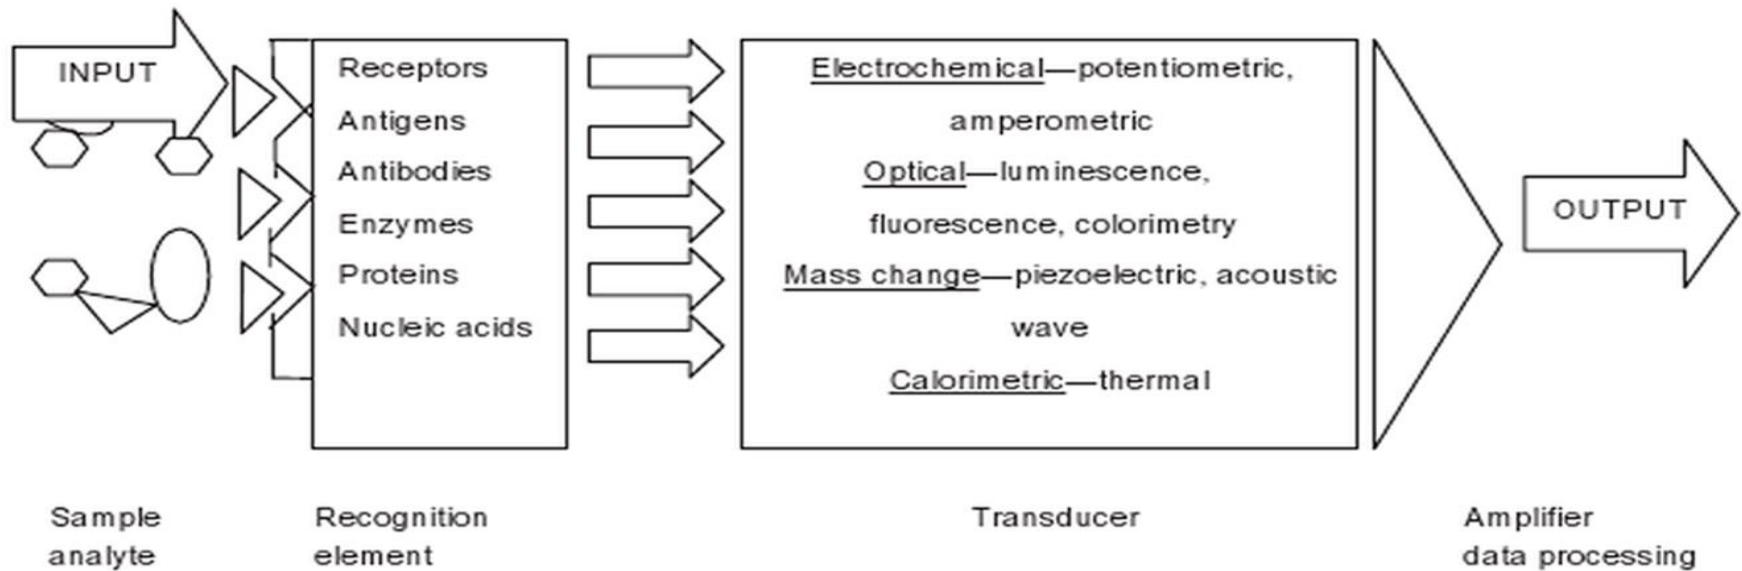 INPUT
Receptors
Antigens
Antibodies
Enzymes
Proteins
Nucleic acids
Electrochemical—potentiometric,
amperometric
Optical—luminescence,
fluorescence, colorimetry
Mass change—piezoelectric, acoustic
wave
Calorimetric—thermal
OUTPUT
Sample
analyte
Recognition
element
Transducer
Amplifier
data processing